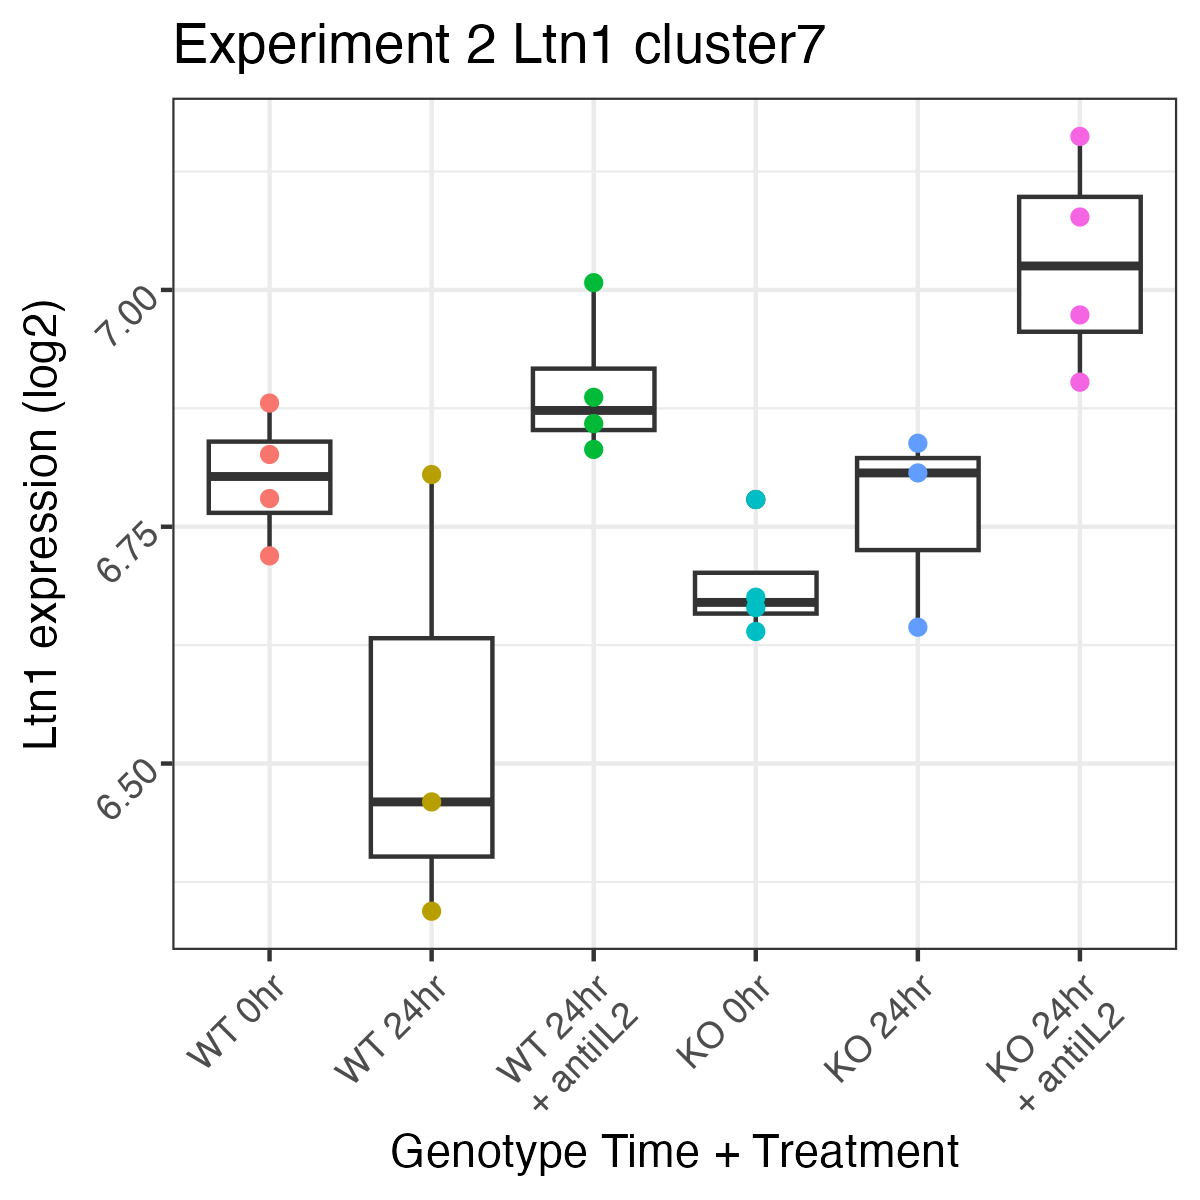 Experiment 2 Ltn1 cluster7
Ltn1 expression (log2)
7.00
6.75
6.50
WT 0hr
WT 24hr
WT 24hr
+ antiIL2
KO 0hr
KO 24hr
KO 24hr
+ antiIL2
Genotype Time + Treatment